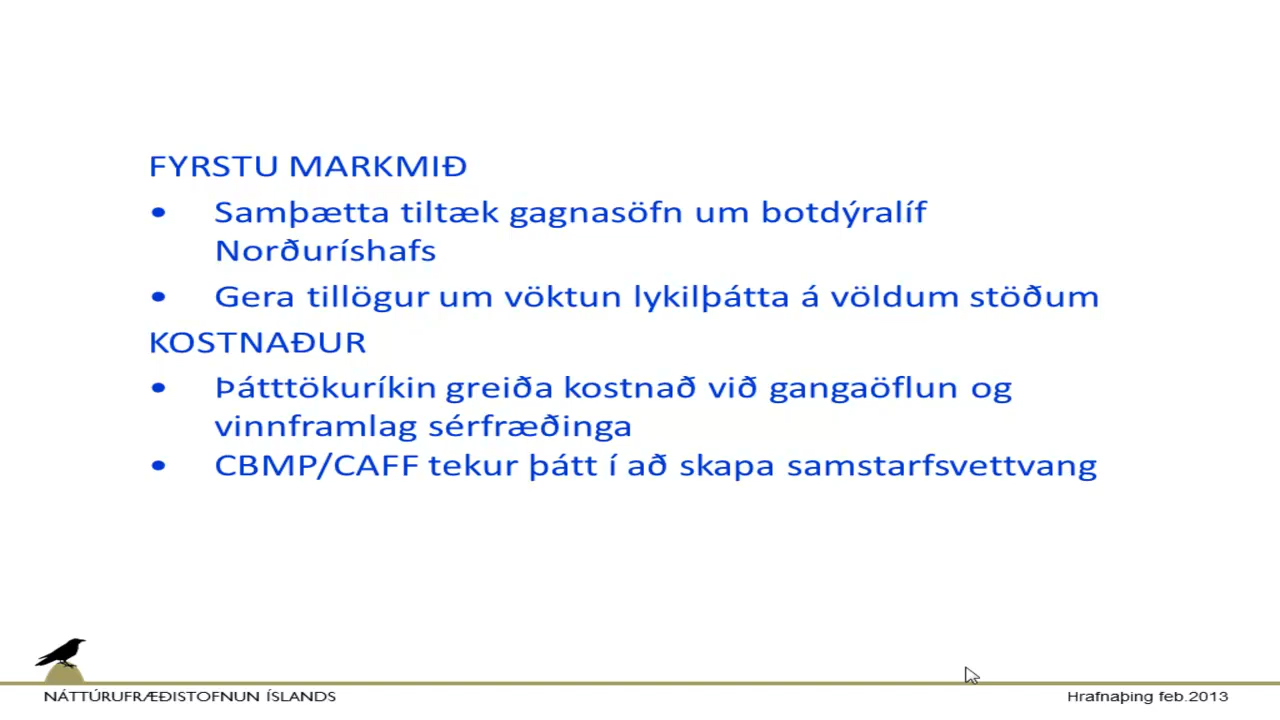 FYRSTU MARKMIÐ
• Samþætta tiltæk gagnasöfn um botdýralíf
Norðuríshafs
• Gera tillögur um vöktun lykilþátta á völdum stöðum
KOSTNAÐUR
• Þátttökuríkin greiða kostnað við gangaöflun og
vinnframlag sérfræðinga
• CBMP/CAFF tekur þátt í að skapa samstarfsvettvang
NÁTTÚRUFRÆÐISTOFNUN ÍSLANDS
Hrafnaþing feb.2013